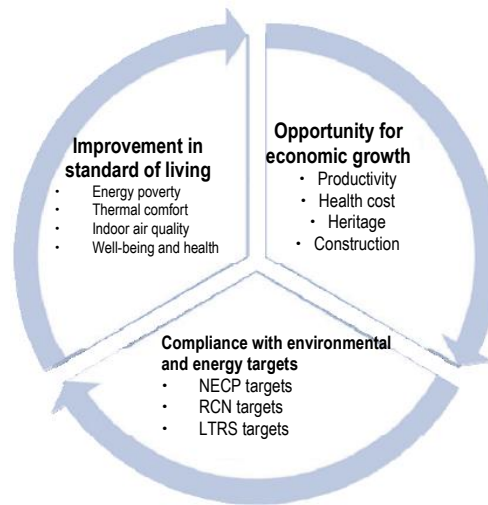 Improvement in
standard of living
· Energy poverty
· Thermal comfort
· Indoor air quality
· Well-being and health
Opportunity for
economic growth
· Productivity
· Health cost
· Heritage
· Construction
Compliance with environmental
and energy targets
· NECP targets
· RCN targets
· LTRS targets